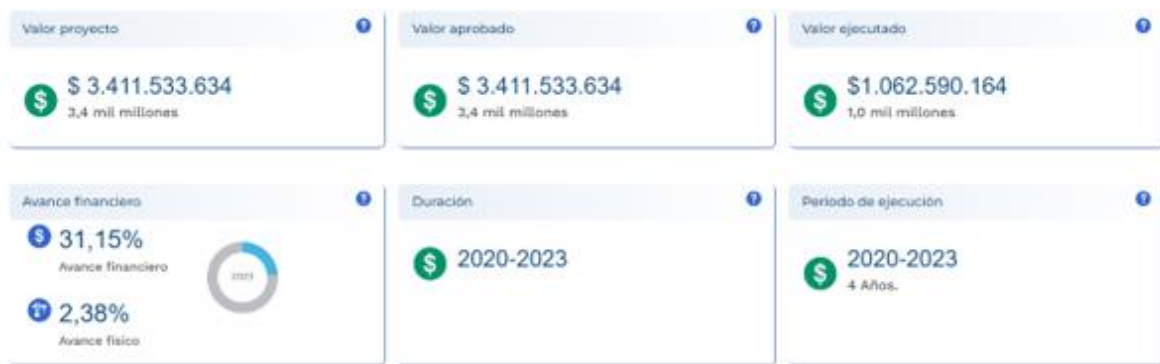 Valor proyecto
$ 3.411.533.634
3,4 mil millones
Valor aprobado
$ 3.411.533.634
3,4 mil millones
Valor ejecutado
$1.062.590.164
1,0 mil millones
Avance financiero
31,15%
Avance financiero
2023
2,38%
Avance físico
Duración
2020-2023
Periodo de ejecución
2020-2023
4 Años.